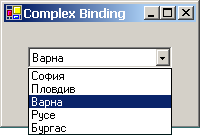 Complex Binding
Варна
София
Пловдив
Варна
Русе
Бургас